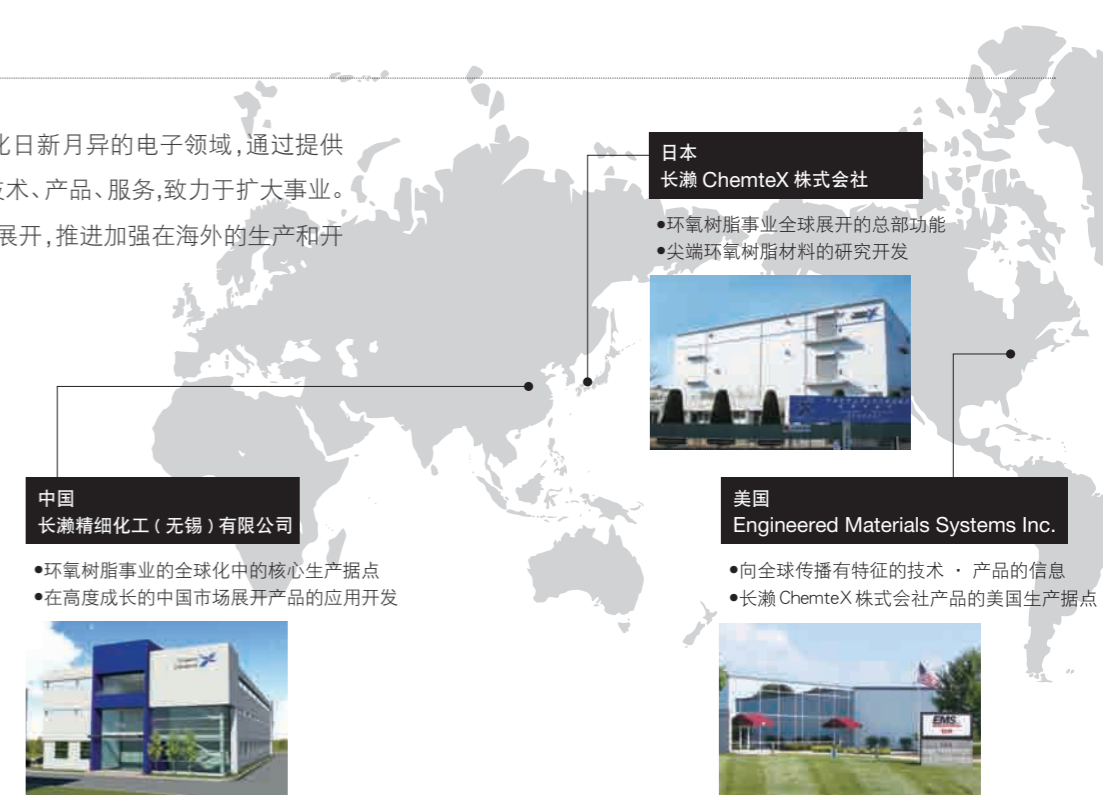 化日新月异的电子领域,通过提供
技术、产品、服务,致力于扩大事业。
展开,推进加强在海外的生产和开
日本
长濑 ChemteX 株式会社
●环氧树脂事业全球展开的总部功能
●尖端环氧树脂材料的研究开发
中国
长濑精细化工(无锡)有限公司
●环氧树脂事业的全球化中的核心生产据点
●在高度成长的中国市场展开产品的应用开发
美国
Engineered Materials Systems Inc.
●向全球传播有特征的技术 · 产品的信息
●长濑 ChemteX 株式会社产品的美国生产据点
EMS